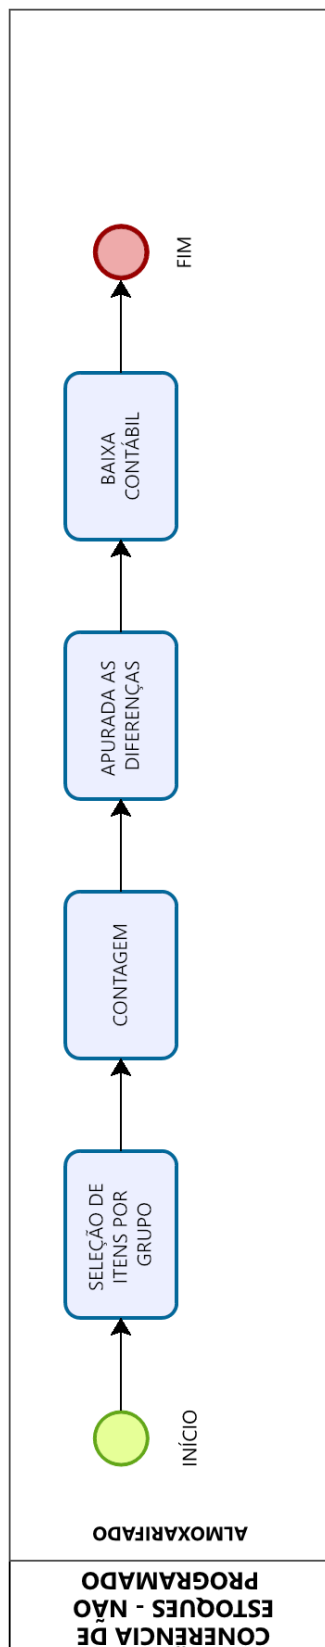 CONERÊNCIA DE
ESTOQUES - NÃO
PROGRAMADO
ALMOXARIFADO
INÍCIO
SELEÇÃO DE
ITENS POR
GRUPO
CONTAGEM
APURADA AS
DIFERENÇAS
BAIXA
CONTÁBIL
FIM